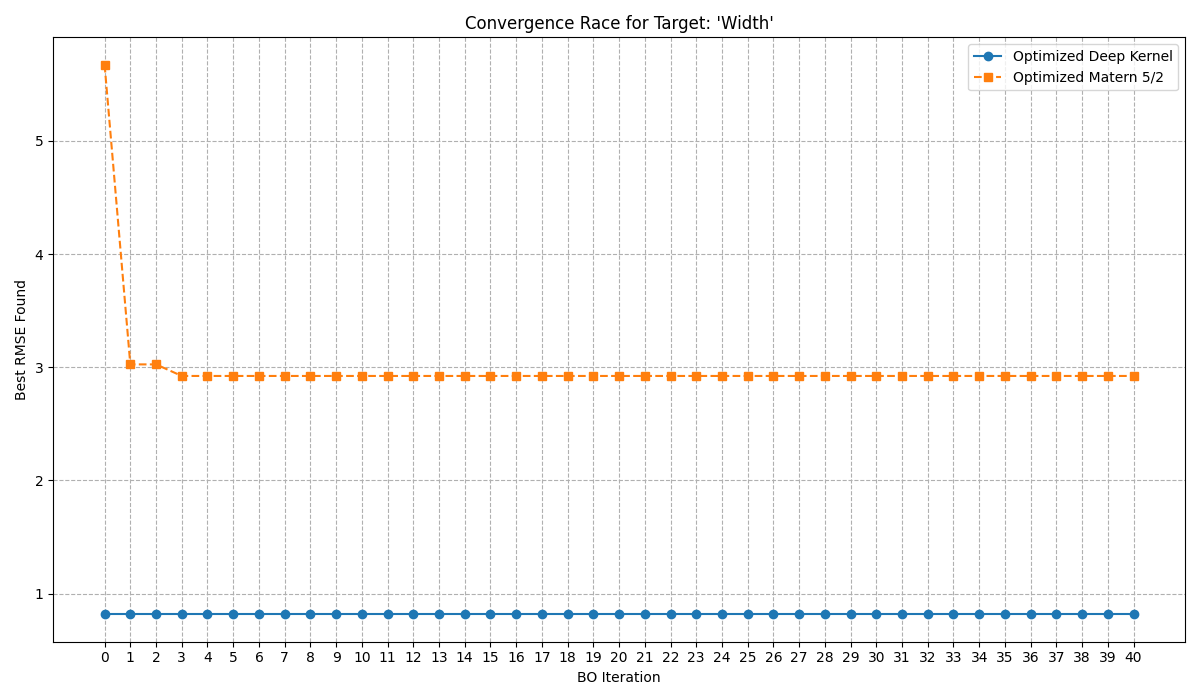 Convergence Race for Target: 'Width'
Optimized Deep Kernel
Optimized Matern 5/2
Best RMSE Found
5
4
3
2
1
0 1 2 3 4 5 6 7 8 9 10 11 12 13 14 15 16 17 18 19 20 21 22 23 24 25 26 27 28 29 30 31 32 33 34 35 36 37 38 39 40
BO Iteration